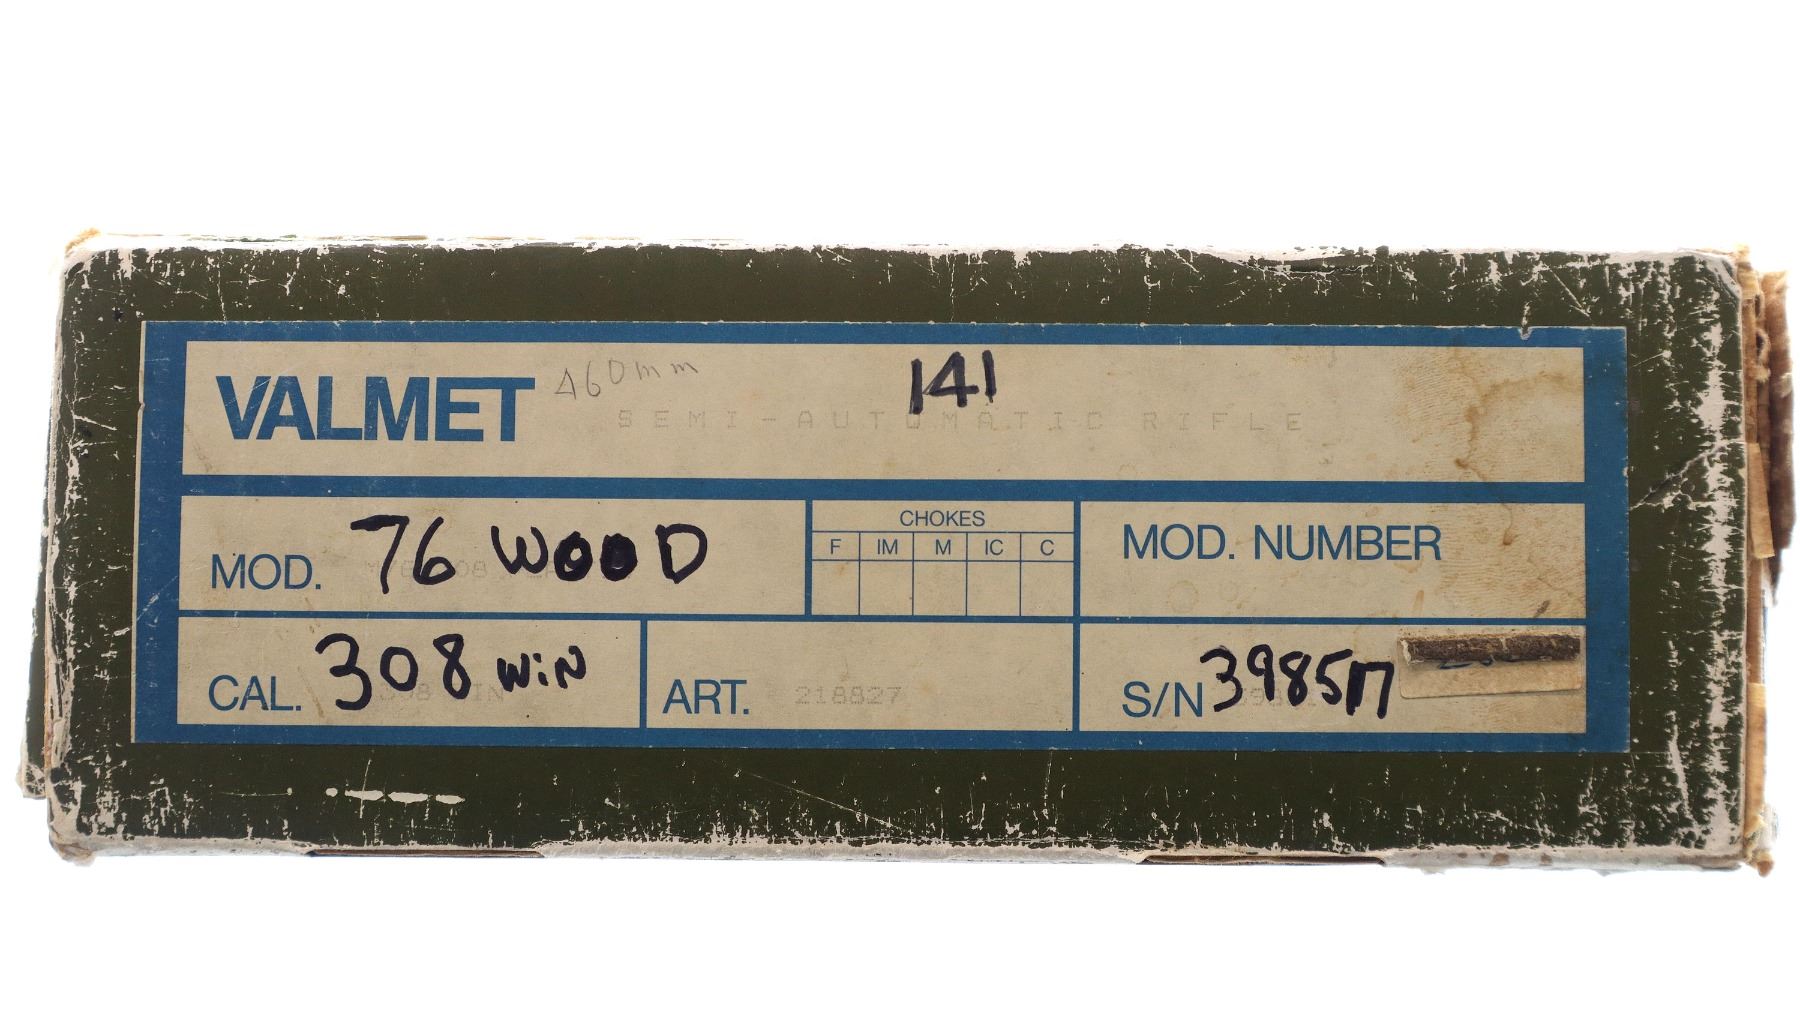 VALMET 460mm 141
SEMI-AUTOMATIC RIFLE
MOD. 76 WOOD
CHOKES
F IM M IC C
MOD. NUMBER
CAL. 308 WIN
ART. 218827
S/N 398517